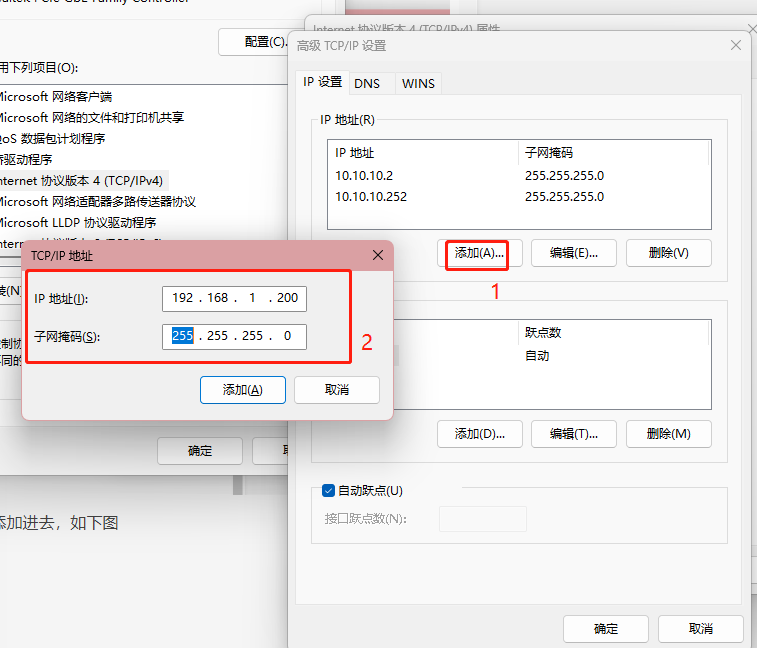 Controller
配置(C)...
用下列项目(O):
Microsoft 网络客户端
Microsoft 网络的文件和打印机共享
QoS 数据包计划程序
驱动程序
Internet 协议版本 4 (TCP/IPv4)
Microsoft 网络适配器多路传送器协议
Microsoft LLDP 协议驱动程序
确定
添加进去，如下图
Internet 协议版本 4 (TCP/IPv4) 属性
高级 TCP/IP 设置
IP 设置
DNS
WINS
IP 地址(R)
IP 地址
子网掩码
10.10.10.2
255.255.255.0
10.10.10.252
255.255.255.0
添加(A)...
编辑(E)...
删除(V)
1
TCP/IP 地址
IP 地址(I):
192 . 168 . 1 . 200
子网掩码(S):
255 . 255 . 255 . 0
2
添加(A)
取消
跃点数
自动
添加(D)...
编辑(T)...
删除(M)
自动跃点(U)
接口跃点数(N):
确定
取消